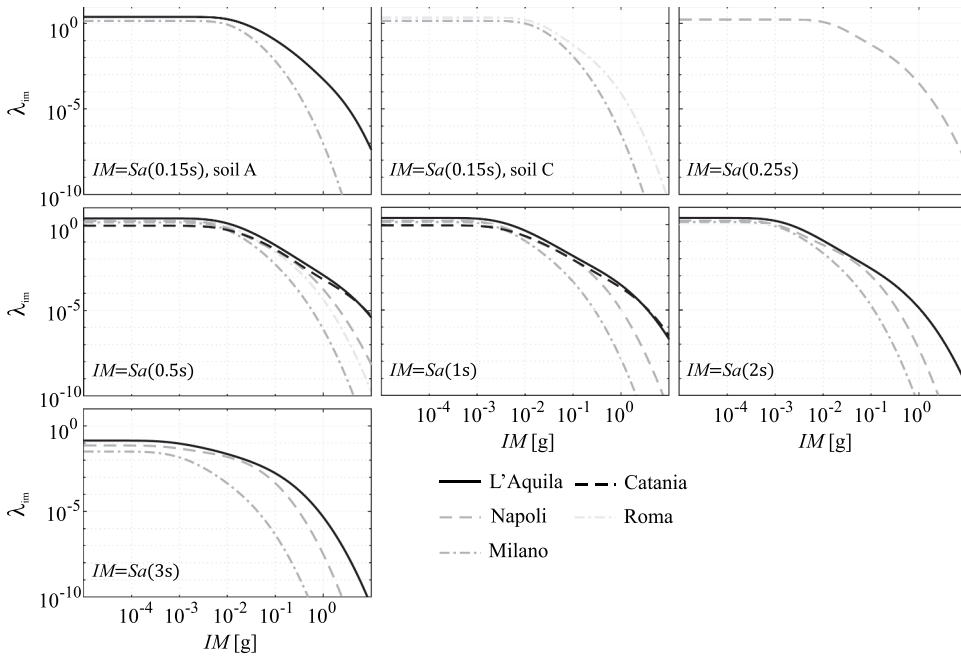 λim
10^0
10^-5
10^-10
IM=Sa(0.15s), soil A
IM=Sa(0.15s), soil C
IM=Sa(0.25s)
λim
10^0
10^-5
10^-10
IM=Sa(0.5s)
IM=Sa(1s)
IM=Sa(2s)
10^-4 10^-3 10^-2 10^-1 10^0
IM [g]
10^-4 10^-3 10^-2 10^-1 10^0
IM [g]
λim
10^0
10^-5
10^-10
IM=Sa(3s)
10^-4 10^-3 10^-2 10^-1 10^0
IM [g]
L'Aquila Catania
Napoli Roma
Milano